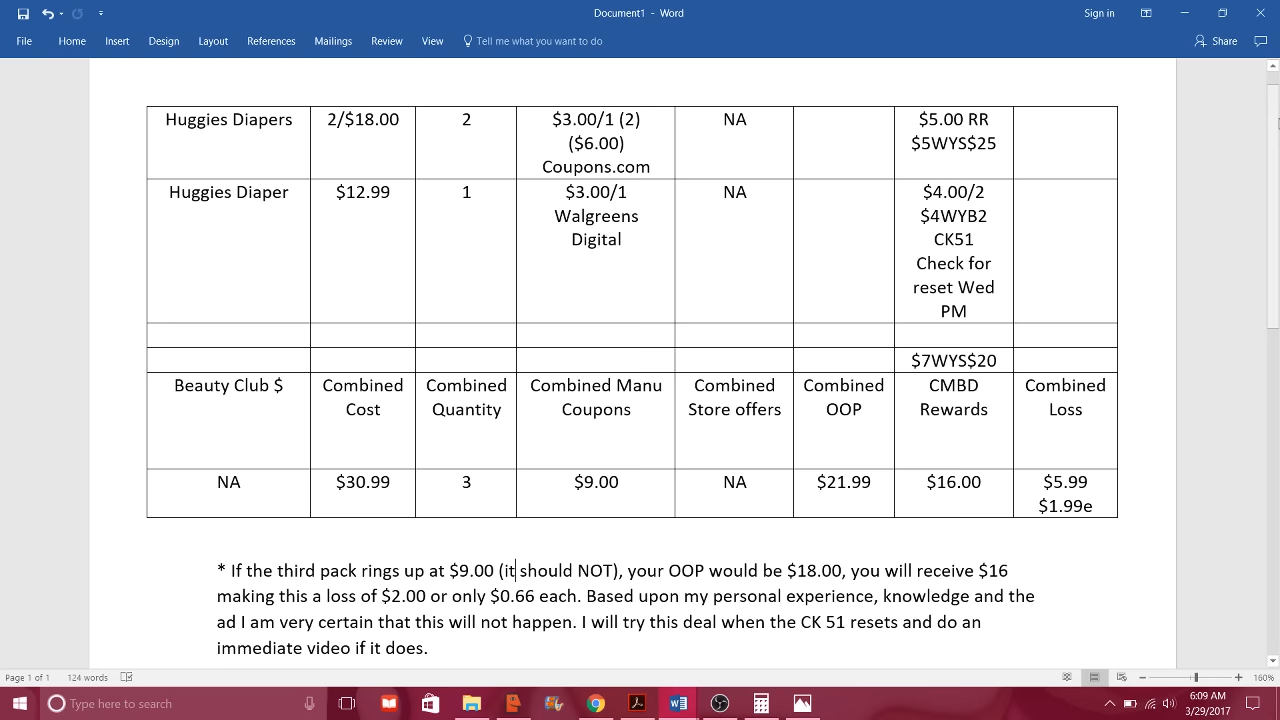 Document1 - Word
Sign in
File Home Insert Design Layout References Mailings Review View Tell me what you want to do Share
Huggies Diapers 2/$18.00 2 $3.00/1 (2) NA $5.00 RR
($6.00) $5WYS$25
Coupons.com
Huggies Diaper $12.99 1 $3.00/1 NA $4.00/2
Walgreens $4WYB2
Digital CK51
Check for
reset Wed
PM
$7WYS$20
Beauty Club $ Combined Combined Combined Manu Combined Combined CMBD Combined
Cost Quantity Coupons Store offers OOP Rewards Loss
NA $30.99 3 $9.00 NA $21.99 $16.00 $5.99
$1.99e
* If the third pack rings up at $9.00 (it should NOT), your OOP would be $18.00, you will receive $16
making this a loss of $2.00 or only $0.66 each. Based upon my personal experience, knowledge and the
ad I am very certain that this will not happen. I will try this deal when the CK 51 resets and do an
immediate video if it does.
Page 1 of 1 124 words 160%
Type here to search 6:09 AM
3/29/2017